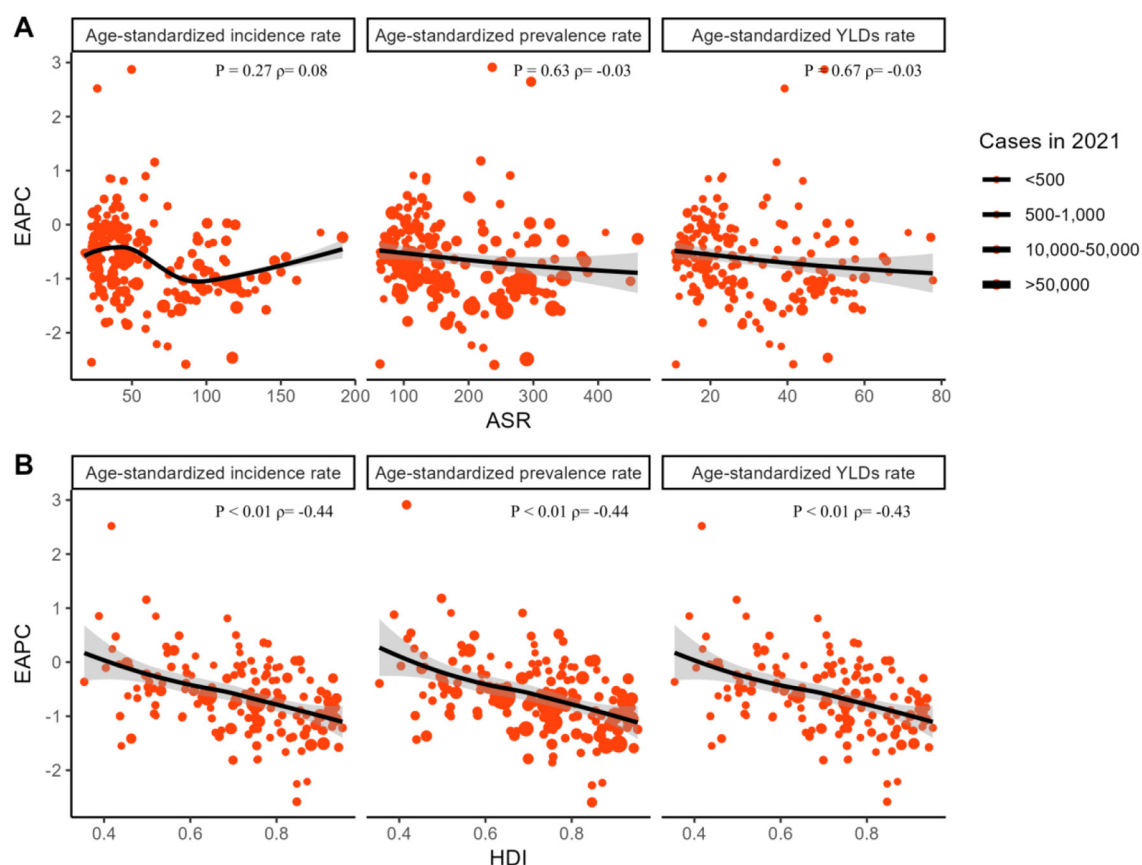 A
Age-standardized incidence rate
Age-standardized prevalence rate
Age-standardized YLDs rate
P = 0.27 ρ= 0.08
P = 0.63 ρ= -0.03
P = 0.67 ρ= -0.03
EAPC
3
2
1
0
-1
-2
50
100
150
200
100
200
300
400
20
40
60
80
ASR
Cases in 2021
<500
500-1,000
10,000-50,000
>50,000
B
Age-standardized incidence rate
Age-standardized prevalence rate
Age-standardized YLDs rate
P < 0.01 ρ= -0.44
P < 0.01 ρ= -0.44
P < 0.01 ρ= -0.43
EAPC
3
2
1
0
-1
-2
0.4
0.6
0.8
0.4
0.6
0.8
0.4
0.6
0.8
HDI